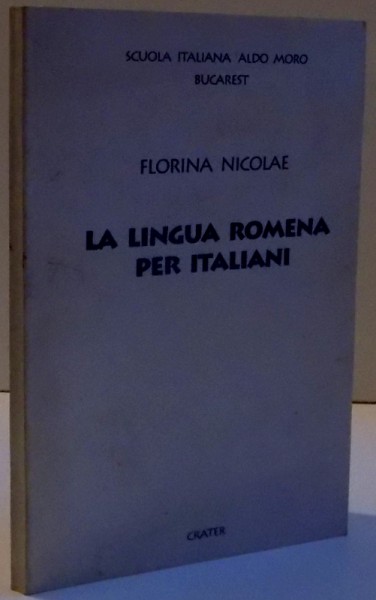 SCUOLA ITALIANA ALDO MORO
BUCAREST
FLORINA NICOLAE
LA LINGUA ROMENA
PER ITALIANI
CRATER